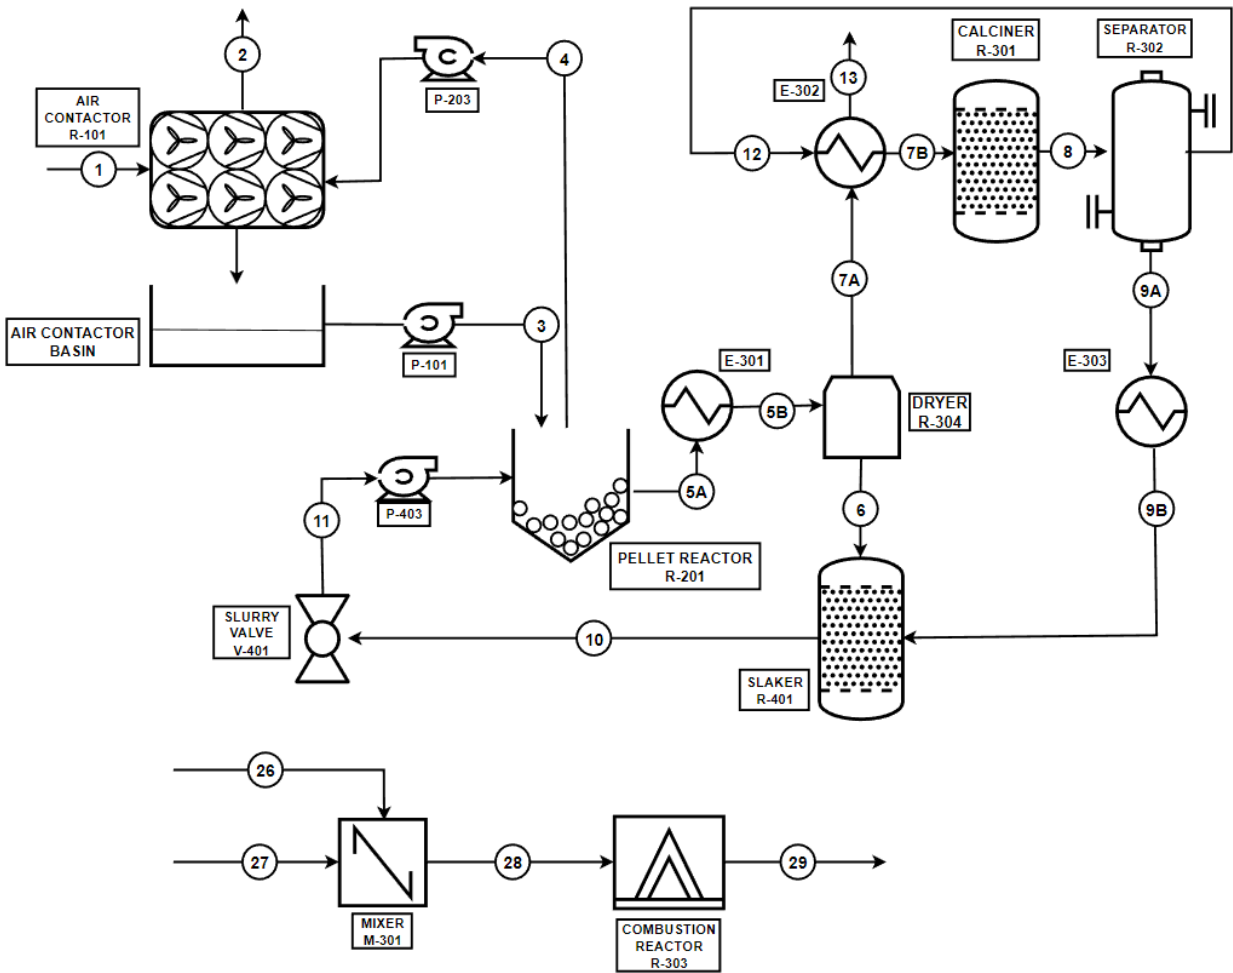 2
4
C
P-203
AIR
CONTACTOR
R-101
1
12
E-302
13
7B
CALCINER
R-301
8
SEPARATOR
R-302
7A
9A
AIR CONTACTOR
BASIN
C
P-101
3
E-301
5B
DRYER
R-304
E-303
11
C
P-403
5A
6
9B
PELLET REACTOR
R-201
SLURRY
VALVE
V-401
10
SLAKER
R-401
26
27
MIXER
M-301
28
COMBUSTION
REACTOR
R-303
29